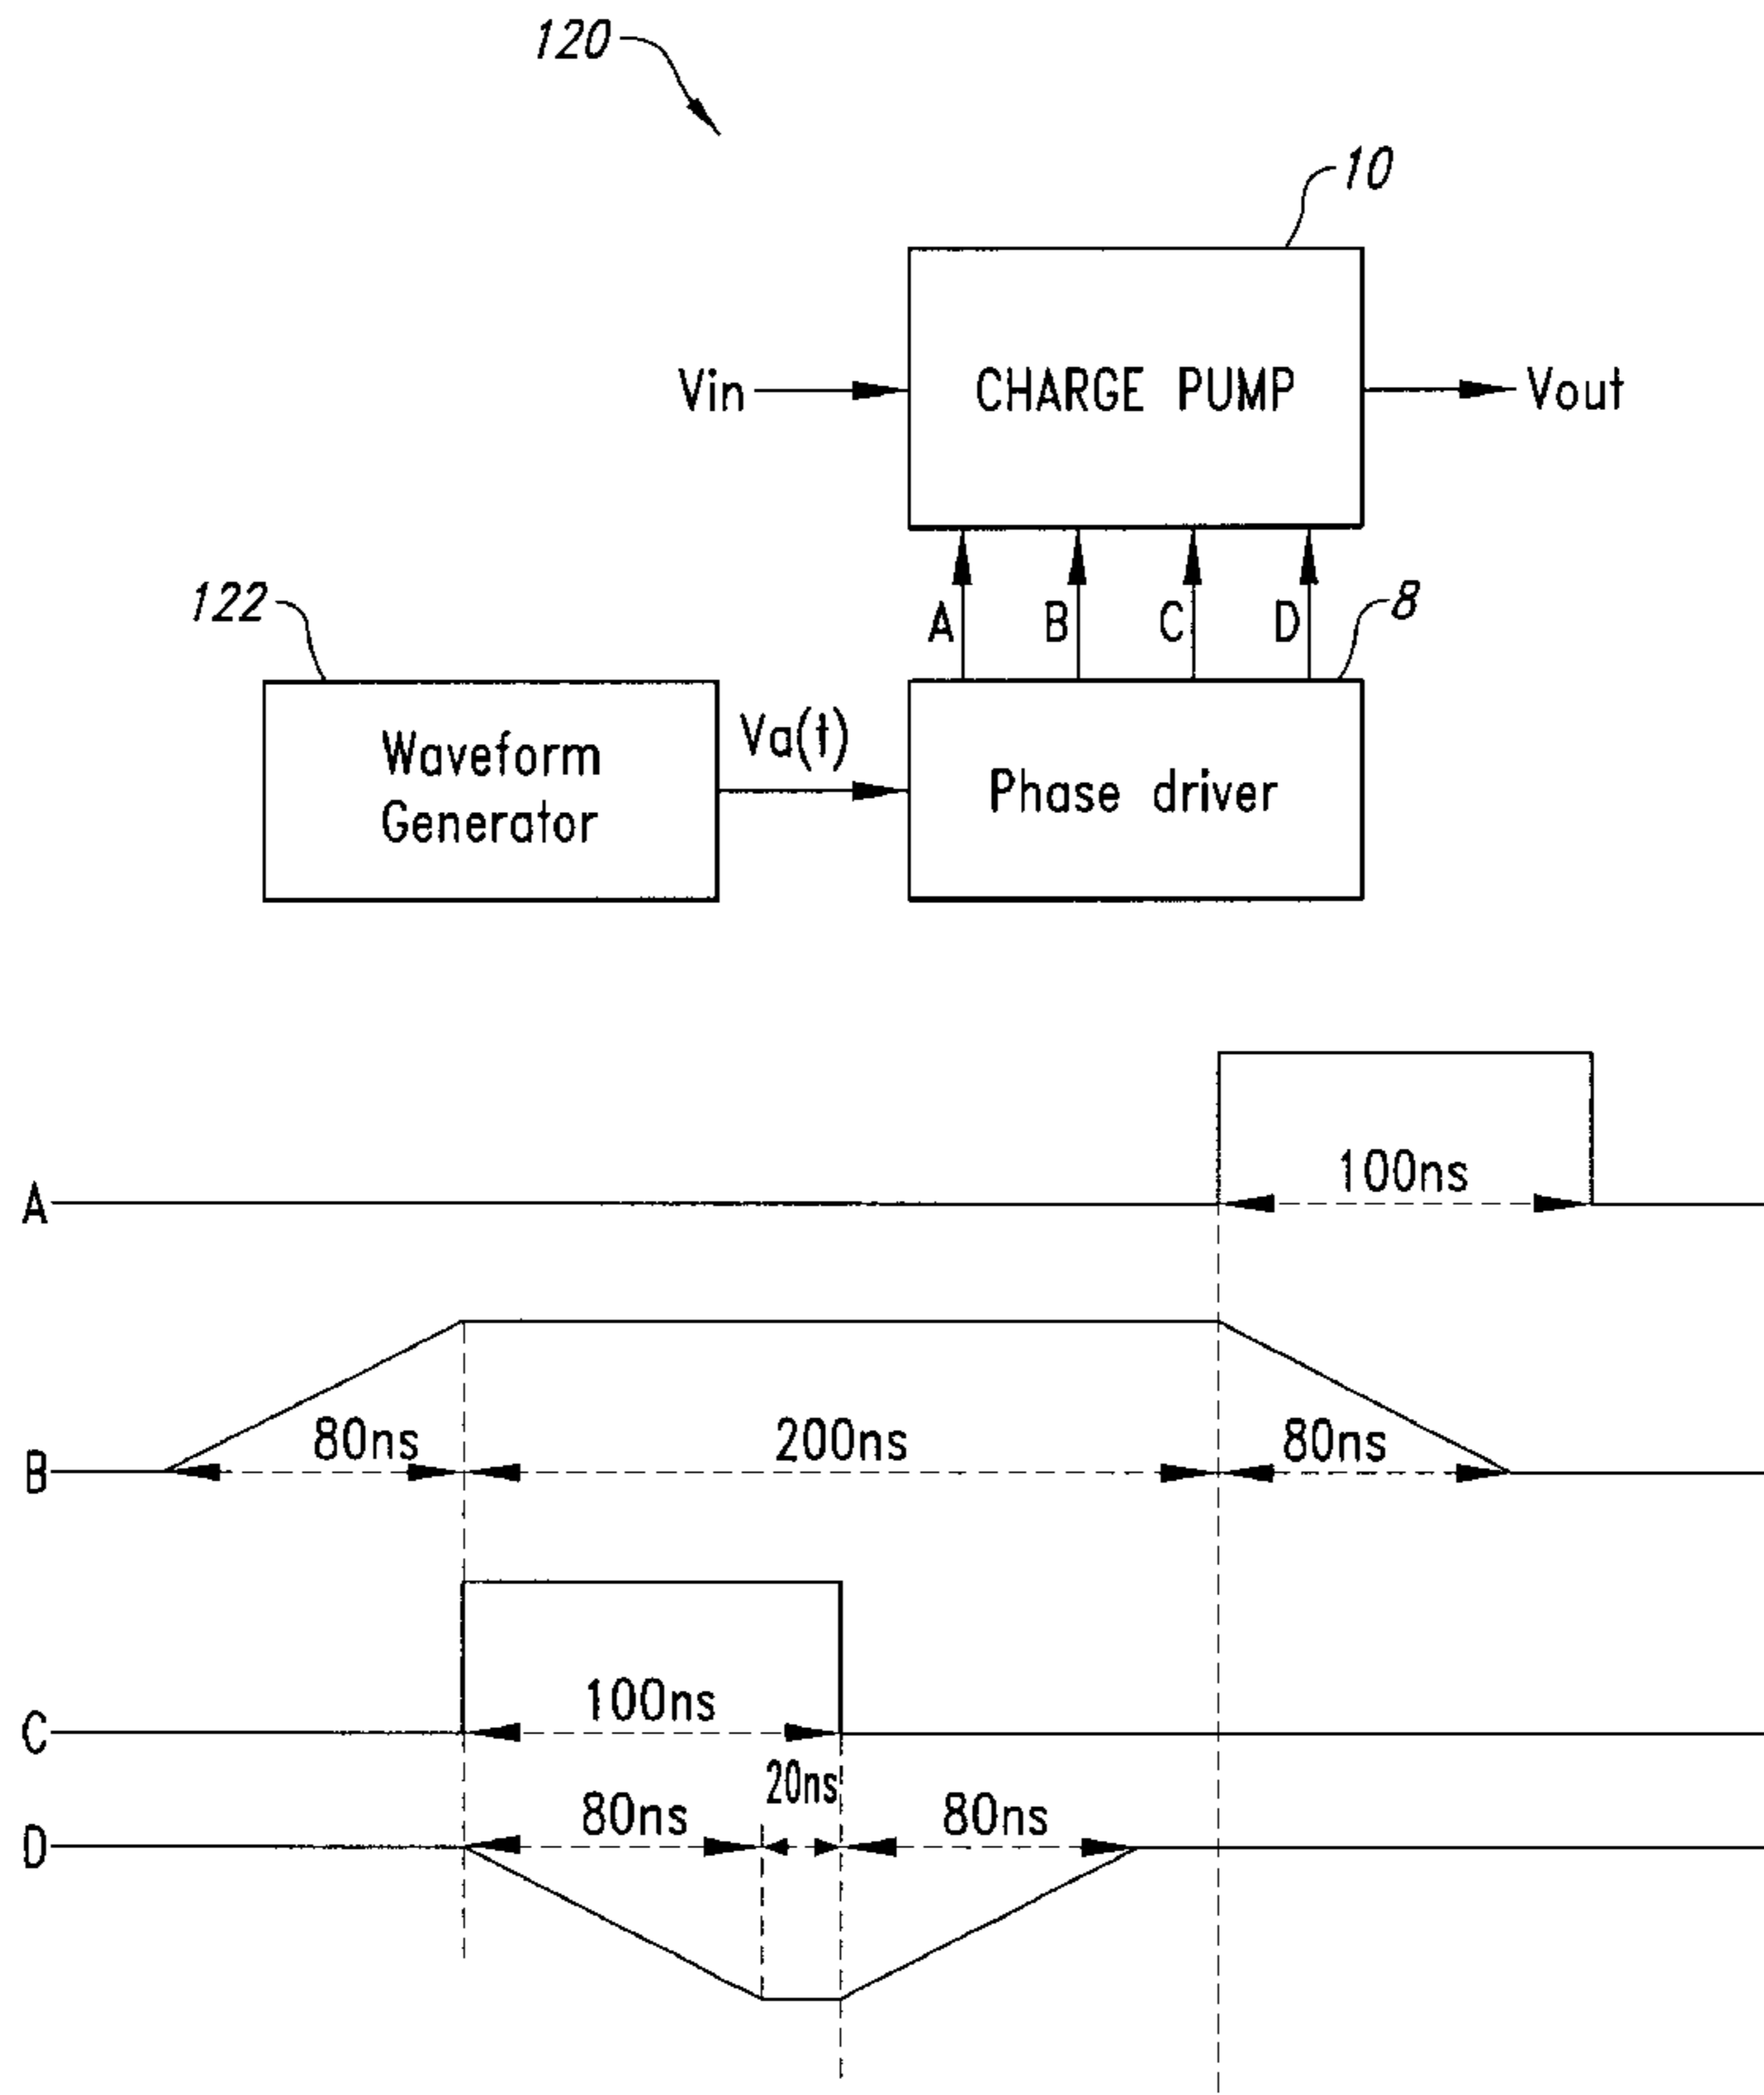 120
10
Vin
CHARGE PUMP
Vout
122
A
B
C
D
8
Waveform
Generator
Va(t)
Phase driver
100ns
A
80ns
200ns
80ns
B
100ns
C
20ns
80ns
80ns
D